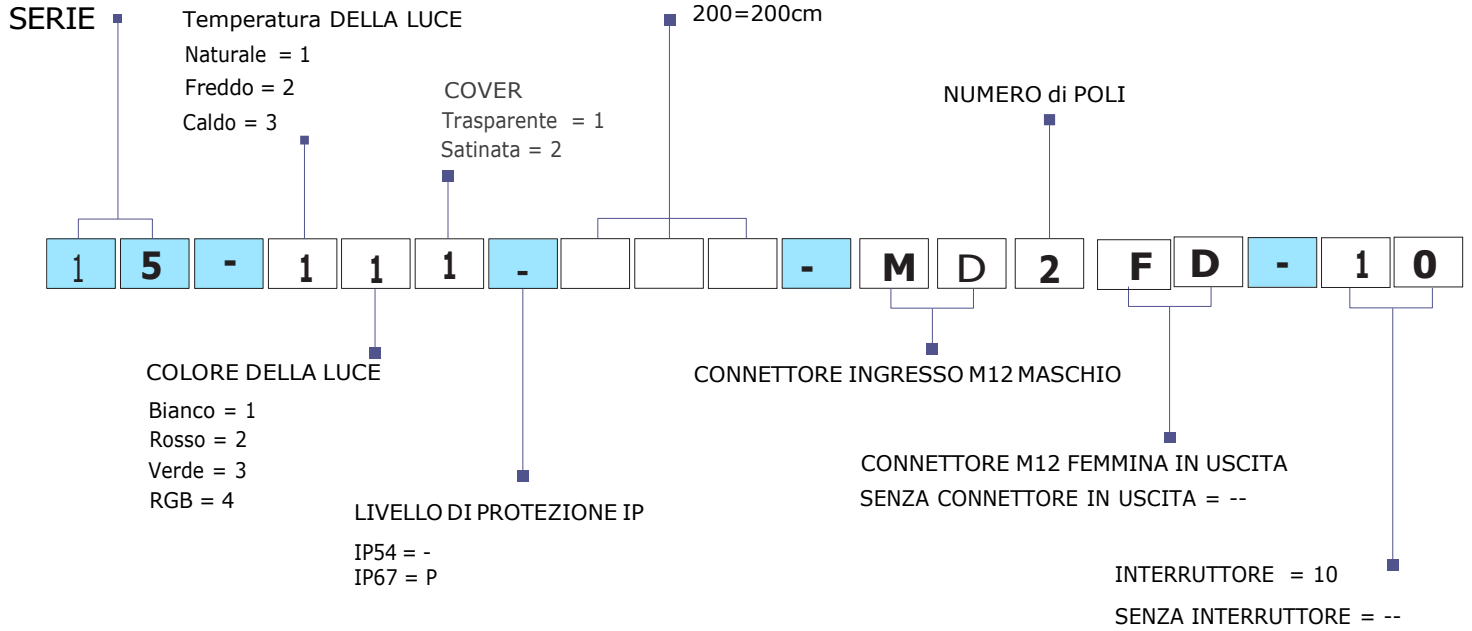 SERIE
Temperatura DELLA LUCE
Naturale = 1
Freddo = 2
Caldo = 3
COVER
Trasparente = 1
Satinata = 2
200=200cm
NUMERO di POLI
1 5 - 1 1 1 - - M D 2 F D - 1 0
COLORE DELLA LUCE
Bianco = 1
Rosso = 2
Verde = 3
RGB = 4
LIVELLO DI PROTEZIONE IP
IP54 = -
IP67 = P
CONNETTORE INGRESSO M12 MASCHIO
CONNETTORE M12 FEMMINA IN USCITA
SENZA CONNETTORE IN USCITA = --
INTERRUTTORE = 10
SENZA INTERRUTTORE = --